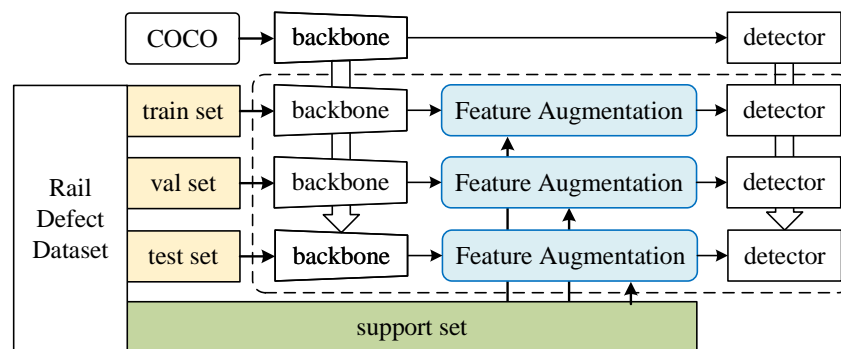 COCO
backbone
detector
train set
backbone
Feature Augmentation
detector
Rail
Defect
Dataset
val set
backbone
Feature Augmentation
detector
test set
backbone
Feature Augmentation
detector
support set